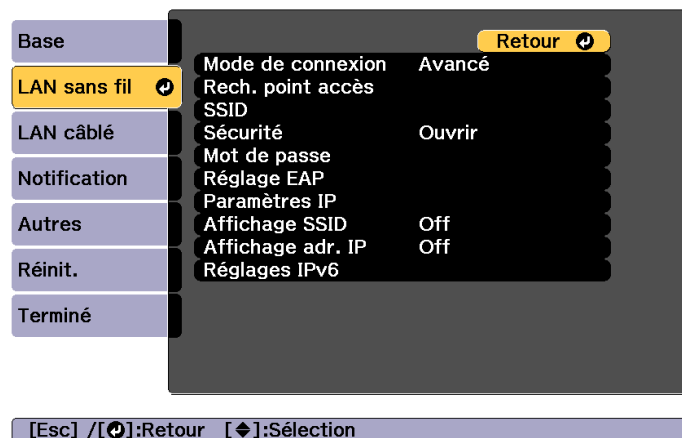 Base
LAN sans fil
LAN câblé
Notification
Autres
Réinit.
Terminé
Retour
Mode de connexion Avancé
Rech. point accès
SSID
Sécurité Ouvrir
Mot de passe
Réglage EAP
Paramètres IP
Affichage SSID Off
Affichage adr. IP Off
Réglages IPv6
[Esc] /[⏎]:Retour [◆]:Sélection